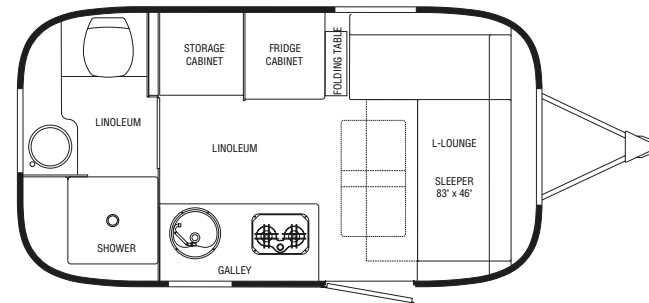 STORAGE
CABINET
FRIDGE
CABINET
FOLDING TABLE
LINOLEUM
LINOLEUM
L-LOUNGE
SLEEPER
83' x 46'
SHOWER
GALLEY